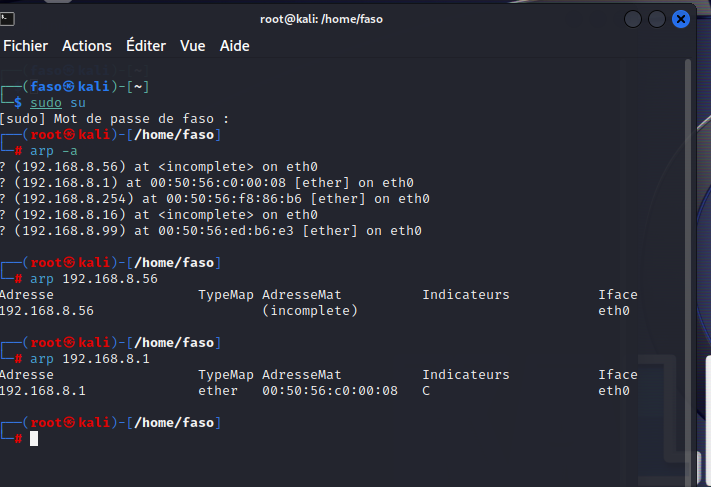 root@kali: /home/faso
Fichier Actions Éditer Vue Aide
┌──(faso㉿kali)-[~]
└─$ sudo su
[sudo] Mot de passe de faso :
┌──(root㉿kali)-[/home/faso]
└─# arp -a
? (192.168.8.56) at <incomplete> on eth0
? (192.168.8.1) at 00:50:56:c0:00:08 [ether] on eth0
? (192.168.8.254) at 00:50:56:f8:86:b6 [ether] on eth0
? (192.168.8.16) at <incomplete> on eth0
? (192.168.8.99) at 00:50:56:ed:b6:e3 [ether] on eth0
┌──(root㉿kali)-[/home/faso]
└─# arp 192.168.8.56
Adresse TypeMap AdresseMat Indicateurs Iface
192.168.8.56 (incomplete) eth0
┌──(root㉿kali)-[/home/faso]
└─# arp 192.168.8.1
Adresse TypeMap AdresseMat Indicateurs Iface
192.168.8.1 ether 00:50:56:c0:00:08 C eth0
┌──(root㉿kali)-[/home/faso]
└─#